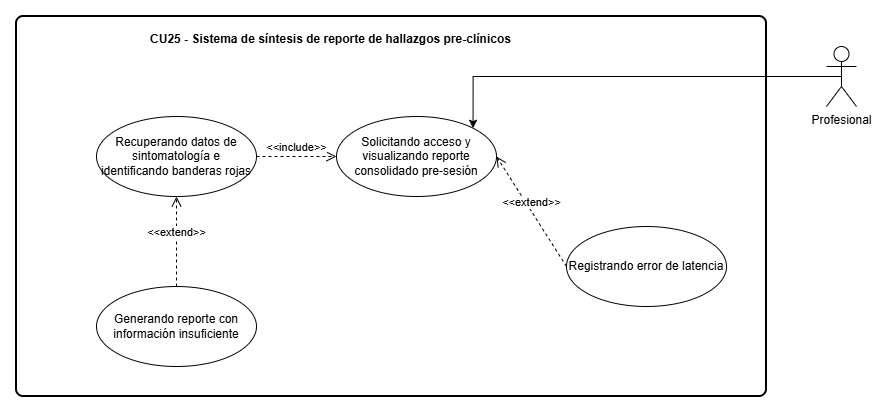 CU25 - Sistema de síntesis de reporte de hallazgos pre-clínicos
Profesional
Recuperando datos de
sintomatología e
identificando banderas rojas
<<include>>
Solicitando acceso y
visualizando reporte
consolidado pre-sesión
<<extend>>
<<extend>>
Registrando error de latencia
Generando reporte con
información insuficiente